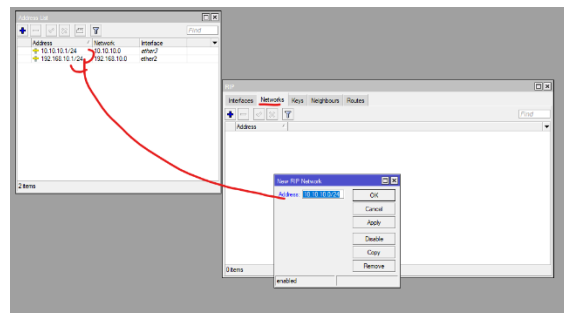 Address List
Find
Address Network Interface
10.10.10.1/24 10.10.10.0 ether3
192.168.10.1/24 192.168.10.0 ether2
2 items
RIP
Interfaces Networks Keys Neighbours Routes
Find
Address
0 items
New RIP Network
Address: 10.10.10.0/24
OK
Cancel
Apply
Disable
Copy
Remove
enabled